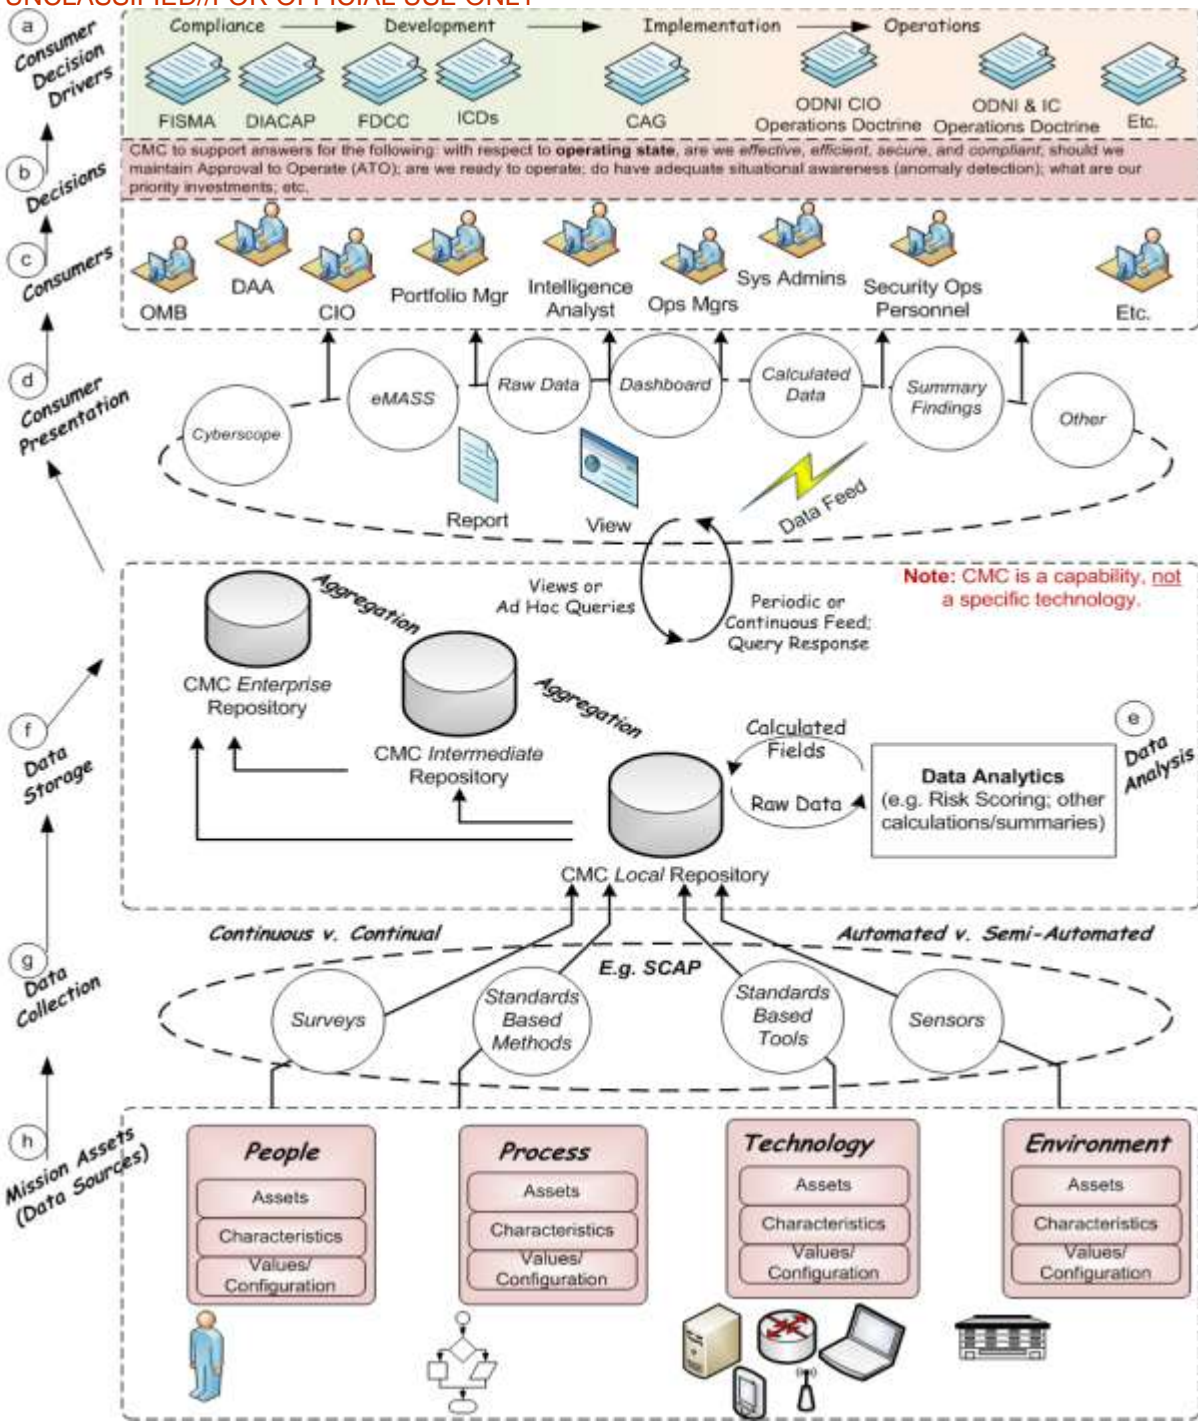 UNCLASSIFIED//FOR OFFICIAL USE ONLY
a
Consumer
Decision
Drivers
Compliance
Development
Implementation
Operations
FISMA
DIACAP
FDCC
ICDs
CAG
ODNI CIO
Operations Doctrine
ODNI & IC
Operations Doctrine
Etc.
b
Decisions
CMC to support answers for the following: with respect to operating state, are we effective, efficient, secure, and compliant; should we
maintain Approval to Operate (ATO); are we ready to operate; do have adequate situational awareness (anomaly detection); what are our
priority investments; etc.
c
Consumers
OMB
DAA
CIO
Portfolio Mgr
Intelligence
Analyst
Ops Mgrs
Sys Admins
Security Ops
Personnel
Etc.
d
Consumer
Presentation
Cyberscope
eMASS
Raw Data
Dashboard
Calculated
Data
Summary
Findings
Other
Report
View
Data Feed
Views or
Ad Hoc Queries
Periodic or
Continuous Feed;
Query Response
Note: CMC is a capability, not
a specific technology.
f
Data
Storage
CMC Enterprise
Repository
Aggregation
CMC Intermediate
Repository
Aggregation
CMC Local Repository
Calculated
Fields
Raw Data
e
Data
Analysis
Data Analytics
(e.g. Risk Scoring; other
calculations/summaries)
g
Data
Collection
Continuous v. Continual
Automated v. Semi-Automated
E.g. SCAP
Surveys
Standards
Based
Methods
Standards
Based
Tools
Sensors
h
Mission Assets
(Data Sources)
People
Assets
Characteristics
Values/
Configuration
Process
Assets
Characteristics
Values/
Configuration
Technology
Assets
Characteristics
Values/
Configuration
Environment
Assets
Characteristics
Values/
Configuration